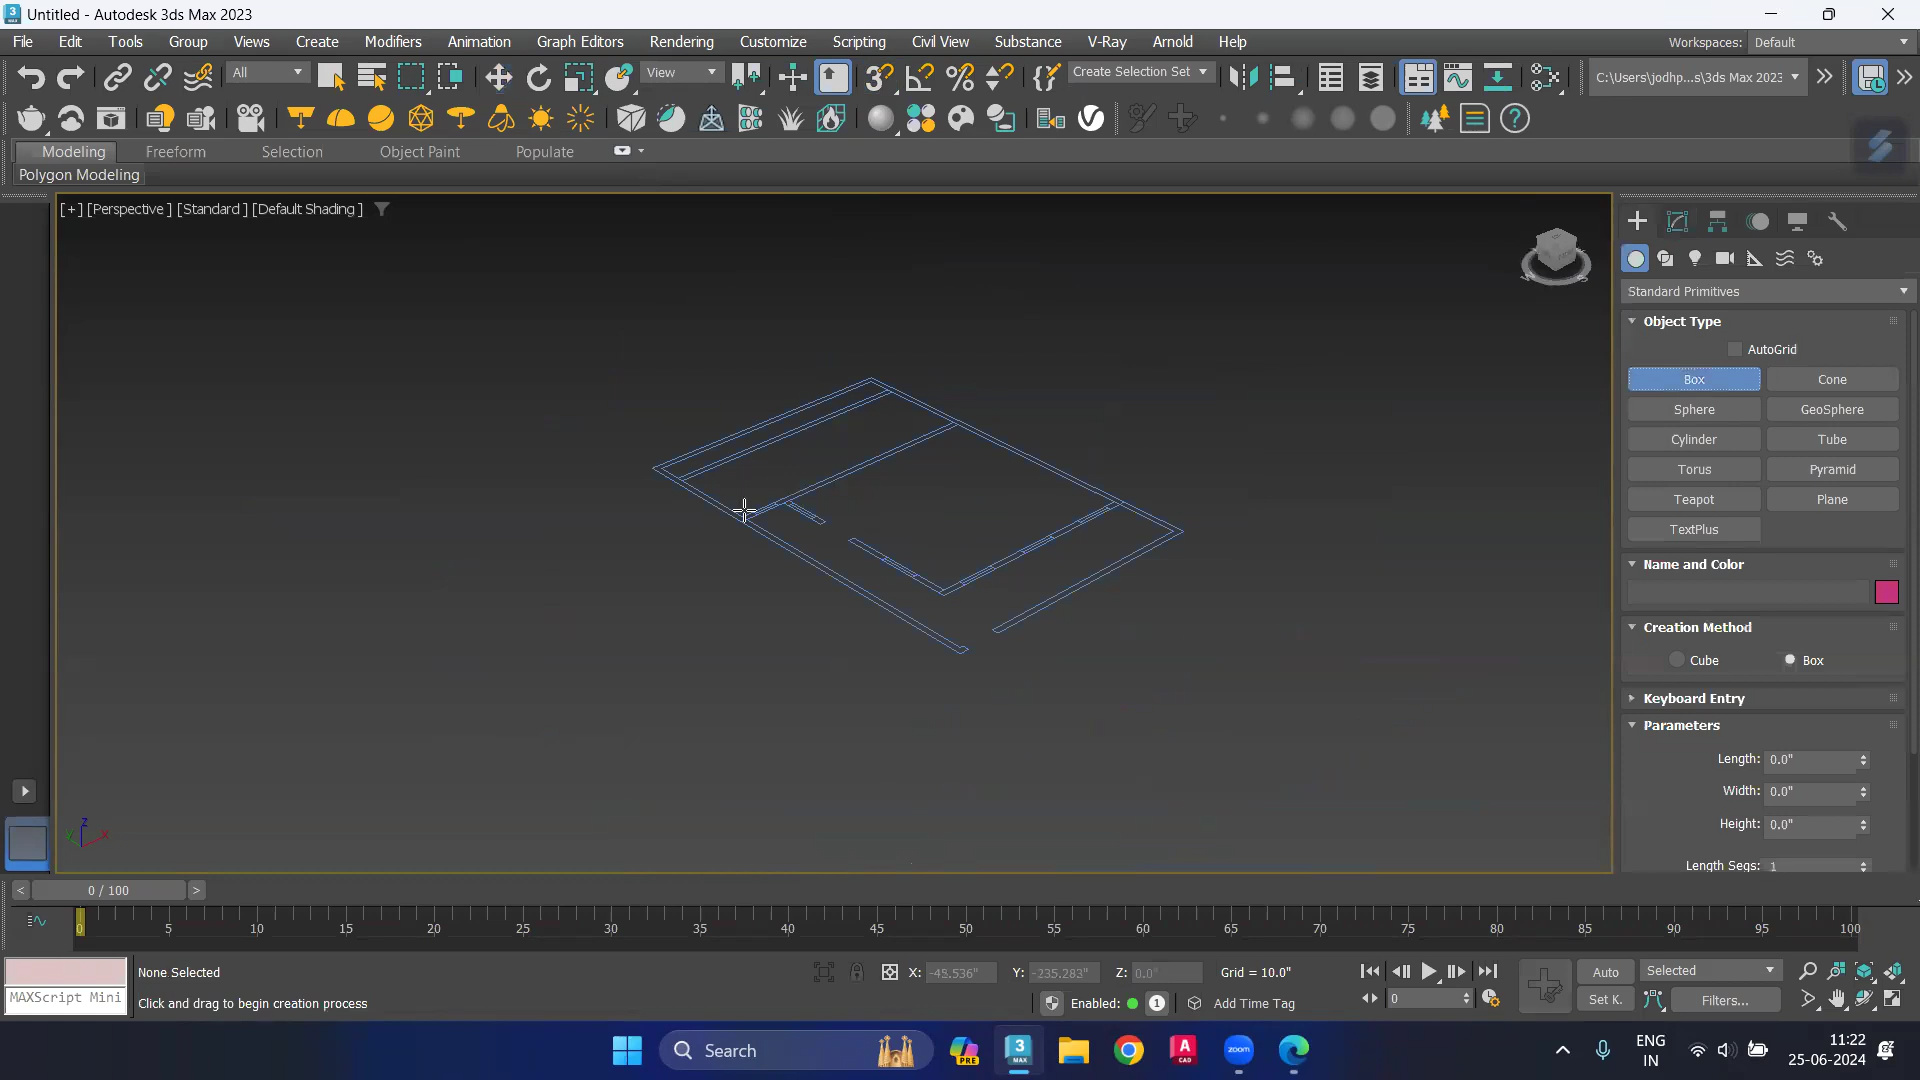 Untitled - Autodesk 3ds Max 2023
File Edit Tools Group Views Create Modifiers Animation Graph Editors Rendering Customize Scripting Civil View Substance V-Ray Arnold Help Workspaces: Default
All View Create Selection Set C:\Users\jodhp...s\3ds Max 2023
Modeling Freeform Selection Object Paint Populate
Polygon Modeling
[+] [Perspective ] [Standard ] [Default Shading ]
Standard Primitives
Object Type
AutoGrid
Box Cone
Sphere GeoSphere
Cylinder Tube
Torus Pyramid
Teapot Plane
TextPlus
Name and Color
Creation Method
Cube Box
Keyboard Entry
Parameters
Length: 0.0"
Width: 0.0"
Height: 0.0"
Length Segs: 1
z
y x
< 0 / 100 >
0 5 10 15 20 25 30 35 40 45 50 55 60 65 70 75 80 85 90 95 100
None Selected X: -45.536" Y: -235.283" Z: 0.0" Grid = 10.0" Auto Selected
MAXScript Mini Click and drag to begin creation process Enabled: 1 Add Time Tag 0 Set K. Filters...
Search PRE 3 MAX A CAD zoom ENG IN 11:22 25-06-2024